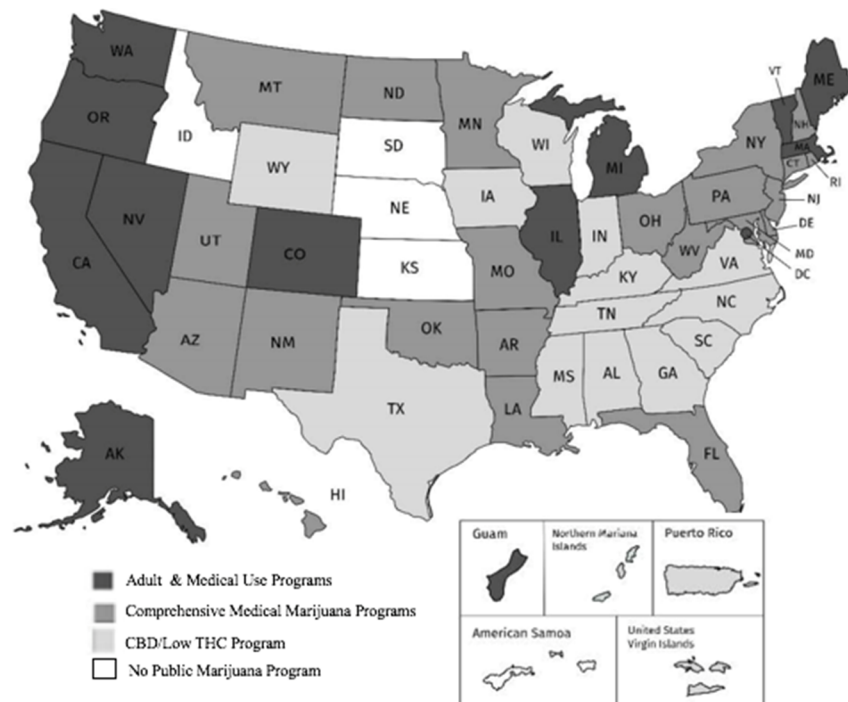 WA
MT
ND
MN
VT
ME
OR
ID
SD
WI
NH
NY
MA
WY
MI
CT
RI
IA
PA
NJ
NV
NE
OH
DE
UT
IL
IN
MD
CO
WV
DC
CA
KS
MO
VA
KY
NC
TN
AZ
NM
OK
AR
SC
MS
AL
GA
TX
LA
FL
AK
HI
Guam
Northern Mariana
Islands
Puerto Rico
American Samoa
United States
Virgin Islands
Adult & Medical Use Programs
Comprehensive Medical Marijuana Programs
CBD/Low THC Program
No Public Marijuana Program